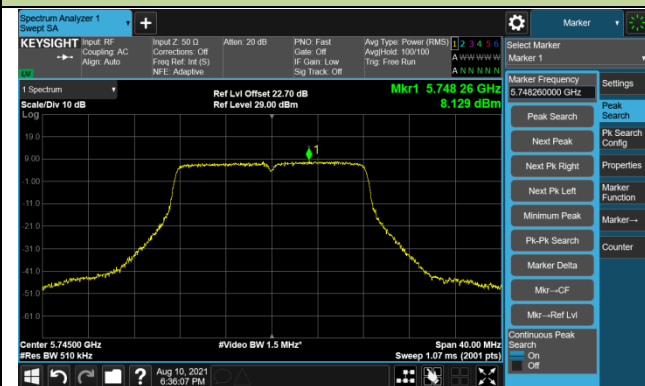 Spectrum Analyzer 1
Swept SA
Marker
KEYSIGHT
Input: RF
Coupling: AC
Align: Auto
Input Z: 50 Ω
Corrections: Off
Freq Ref: Int (S)
NFE: Adaptive
Atten: 20 dB
PNO: Fast
Gate: Off
IF Gain: Low
Sig Track: Off
Avg Type: Power (RMS)
Avg|Hold: 100/100
Trig: Free Run
1 2 3 4 5 6
A W W W W W
A N N N N N
LXI
Select Marker
Marker 1
1 Spectrum
Scale/Div 10 dB
Log
Ref Lvl Offset 22.70 dB
Ref Level 29.00 dBm
Mkr1 5.748 26 GHz
8.129 dBm
19.0
9.00
-1.00
-11.0
-21.0
-31.0
-41.0
-51.0
-61.0
1
Center 5.74500 GHz
#Res BW 510 kHz
#Video BW 1.5 MHz*
Span 40.00 MHz
Sweep 1.07 ms (2001 pts)
Marker Frequency
5.748260000 GHz
Peak Search
Next Peak
Next Pk Right
Next Pk Left
Minimum Peak
Pk-Pk Search
Marker Delta
Mkr→CF
Mkr→Ref Lvl
Continuous Peak
Search
On
Off
Settings
Peak
Search
Pk Search
Config
Properties
Marker
Function
Marker→
Counter
Aug 10, 2021
6:36:07 PM